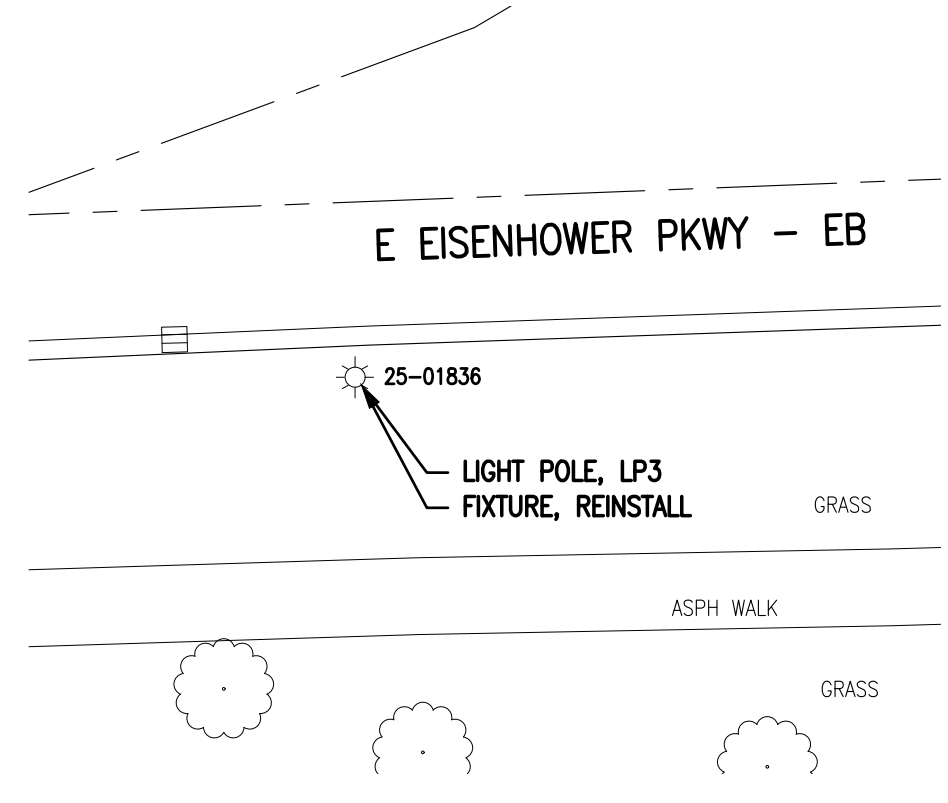 E EISENHOWER PKWY - EB
25-01836
LIGHT POLE, LP3
FIXTURE, REINSTALL
GRASS
ASPH WALK
GRASS